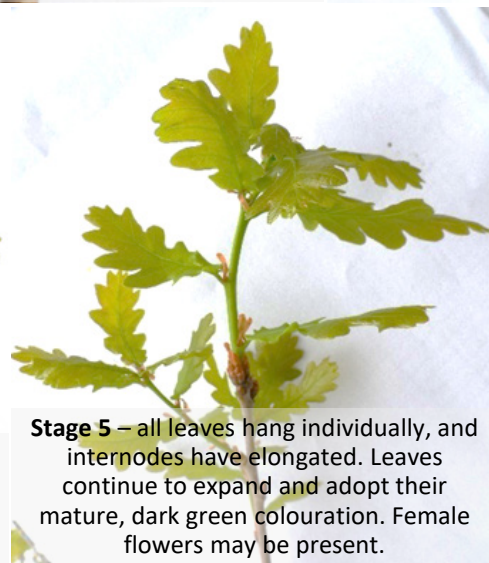 Stage 5 – all leaves hang individually, and
internodes have elongated. Leaves
continue to expand and adopt their
mature, dark green colouration. Female
flowers may be present.